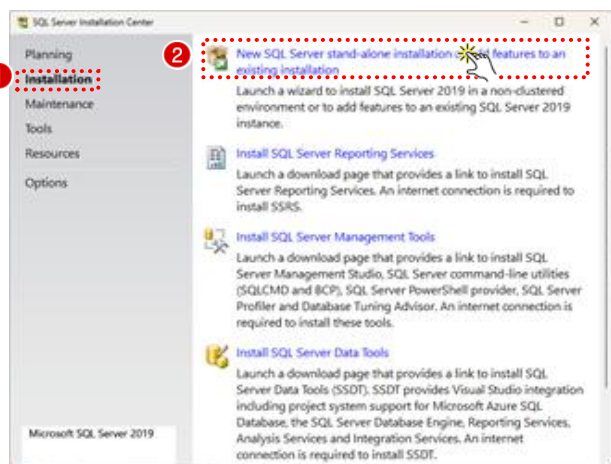 SQL Server Installation Center
Planning
Installation
Maintenance
Tools
Resources
Options
Microsoft SQL Server 2019
2
New SQL Server stand-alone installation or add features to an
existing installation
Launch a wizard to install SQL Server 2019 in a non-clustered
environment or to add features to an existing SQL Server 2019
instance.
Install SQL Server Reporting Services
Launch a download page that provides a link to install SQL
Server Reporting Services. An internet connection is required to
install SSRS.
Install SQL Server Management Tools
Launch a download page that provides a link to install SQL
Server Management Studio, SQL Server command-line utilities
(SQLCMD and BCP), SQL Server PowerShell provider, SQL Server
Profiler and Database Tuning Advisor. An internet connection is
required to install these tools.
Install SQL Server Data Tools
Launch a download page that provides a link to install SQL
Server Data Tools (SSDT). SSDT provides Visual Studio integration
including project system support for Microsoft Azure SQL
Database, the SQL Server Database Engine, Reporting Services,
Analysis Services and Integration Services. An internet
connection is required to install SSDT.